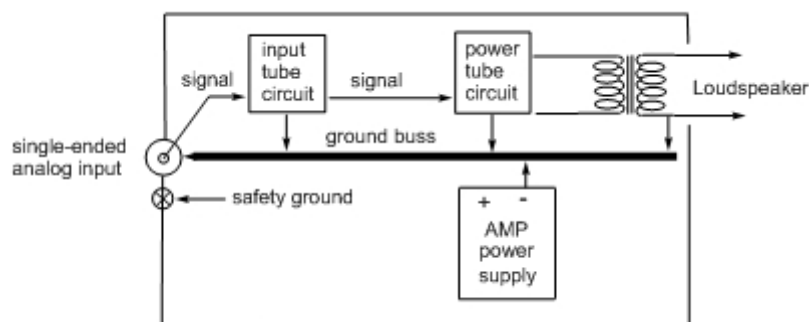 input
tube
circuit
power
tube
circuit
signal
signal
Loudspeaker
single-ended
analog input
ground buss
safety ground
+ -
AMP
power
supply